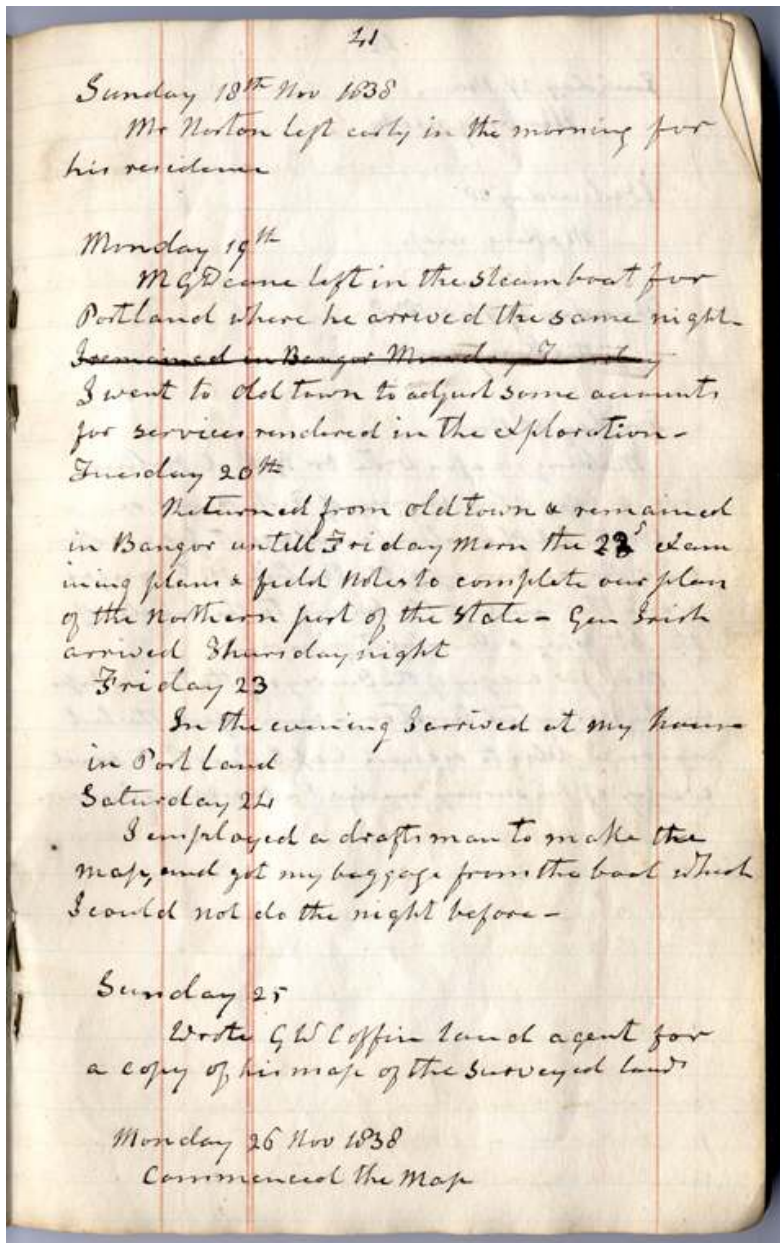 41
Sunday 18th Nov 1838
Mr Norton left early in the morning for
his residence
Monday 19th
M G Deane left in the steam boat for
Portland where he arrived the same night-
I remained in Bangor Monday Tuesday
I went to old town to adjust some accounts
for services rendered in the exploration-
Tuesday 20th
Returned from old town & remained
in Bangor untill Friday morn the 23 exam
ining plans & field notes to complete our plan
of the Northern part of the State- Gen Irish
arrived Thursday night
Friday 23
In the evening I arrived at my house
in Portland
Saturday 24
I employed a draftsman to make the
map, and got my baggage from the boat which
I could not do the night before-
Sunday 25
Wrote G W Coffin land agent for
a copy of his map of the surveyed lands
Monday 26 Nov 1838
Commenced the Map